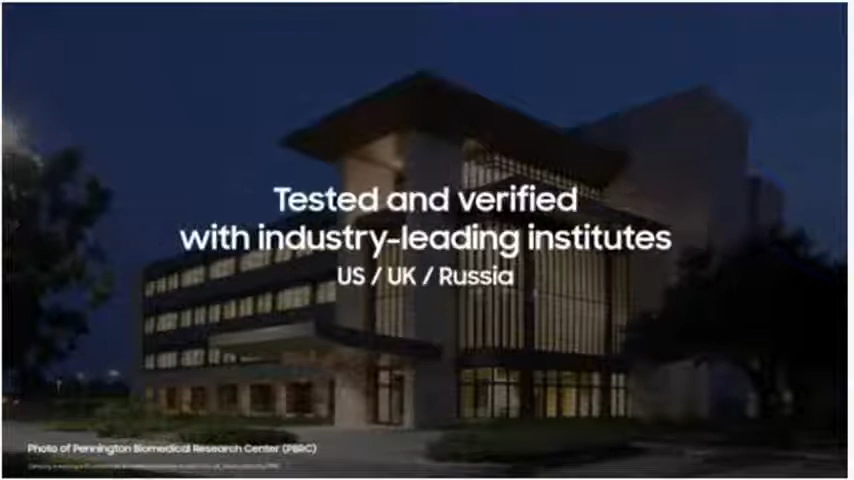 Tested and verified
with industry-leading institutes
US / UK / Russia
Photo of Pennington Biomedical Research Center (PBRC)